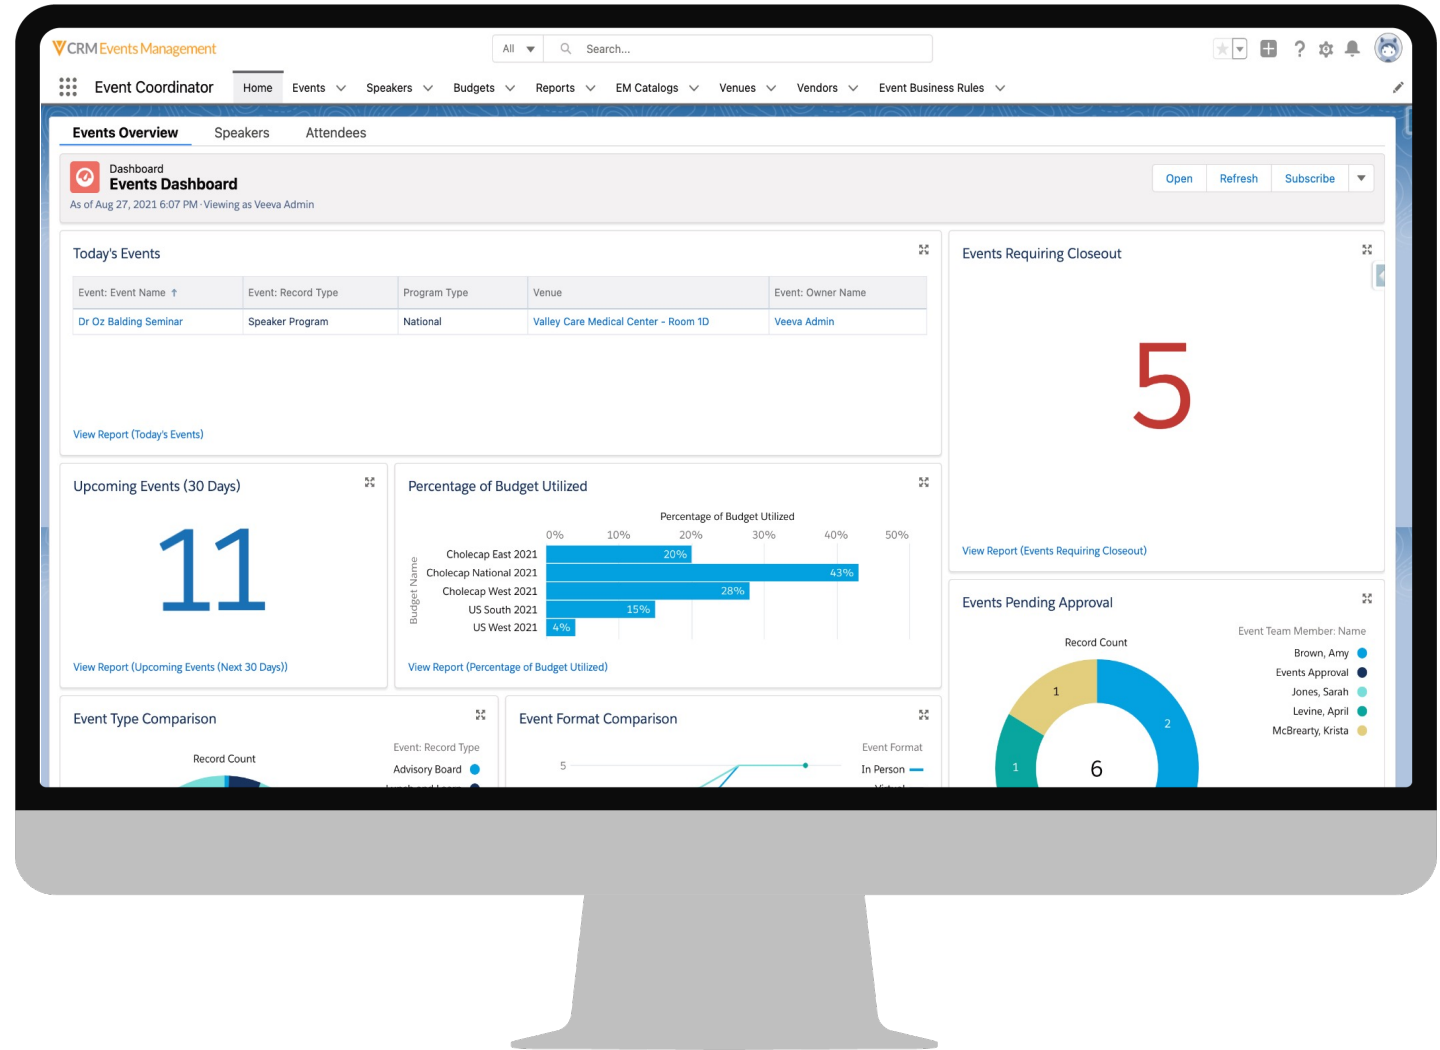 CRM Events Management
All
Search...
Event Coordinator
Home
Events
Speakers
Budgets
Reports
EM Catalogs
Venues
Vendors
Event Business Rules
Events Overview
Speakers
Attendees
Dashboard
Events Dashboard
As of Aug 27, 2021 6:07 PM·Viewing as Veeva Admin
Open
Refresh
Subscribe
Today's Events
Event: Event Name ↑
Event: Record Type
Program Type
Venue
Event: Owner Name
Dr Oz Balding Seminar
Speaker Program
National
Valley Care Medical Center - Room 1D
Veeva Admin
View Report (Today's Events)
Events Requiring Closeout
5
View Report (Events Requiring Closeout)
Upcoming Events (30 Days)
11
View Report (Upcoming Events (Next 30 Days))
Percentage of Budget Utilized
Percentage of Budget Utilized
0%
10%
20%
30%
40%
50%
Budget Name
Cholecap East 2021
20%
Cholecap National 2021
43%
Cholecap West 2021
28%
US South 2021
15%
US West 2021
4%
View Report (Percentage of Budget Utilized)
Events Pending Approval
Record Count
Event Team Member: Name
Brown, Amy
Events Approval
Jones, Sarah
Levine, April
McBrearty, Krista
1
2
1
6
Event Type Comparison
Record Count
Event: Record Type
Advisory Board
Event Format Comparison
5
Event Format
In Person